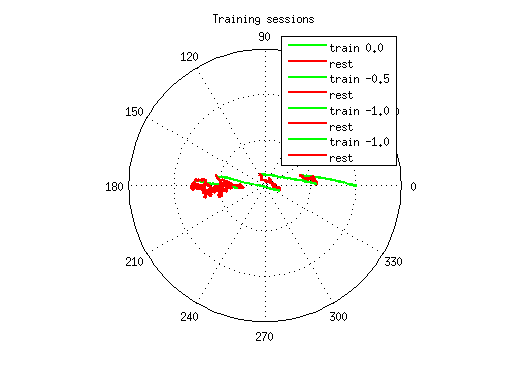 Training sessions
90
120
train 0.0
rest
train -0.5
rest
train -1.0
rest
train -1.0
rest
150
180
0
210
330
240
300
270